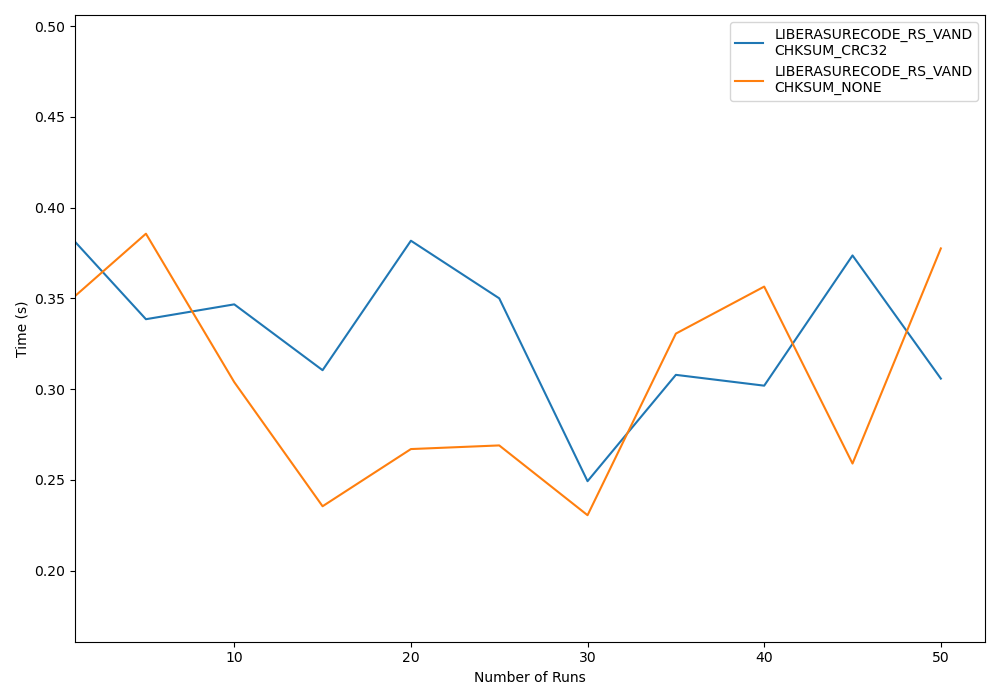 0.50
0.45
0.40
0.35
0.30
0.25
0.20
Time (s)
10
20
30
40
50
Number of Runs
LIBERASURECODE_RS_VAND
CHKSUM_CRC32
LIBERASURECODE_RS_VAND
CHKSUM_NONE